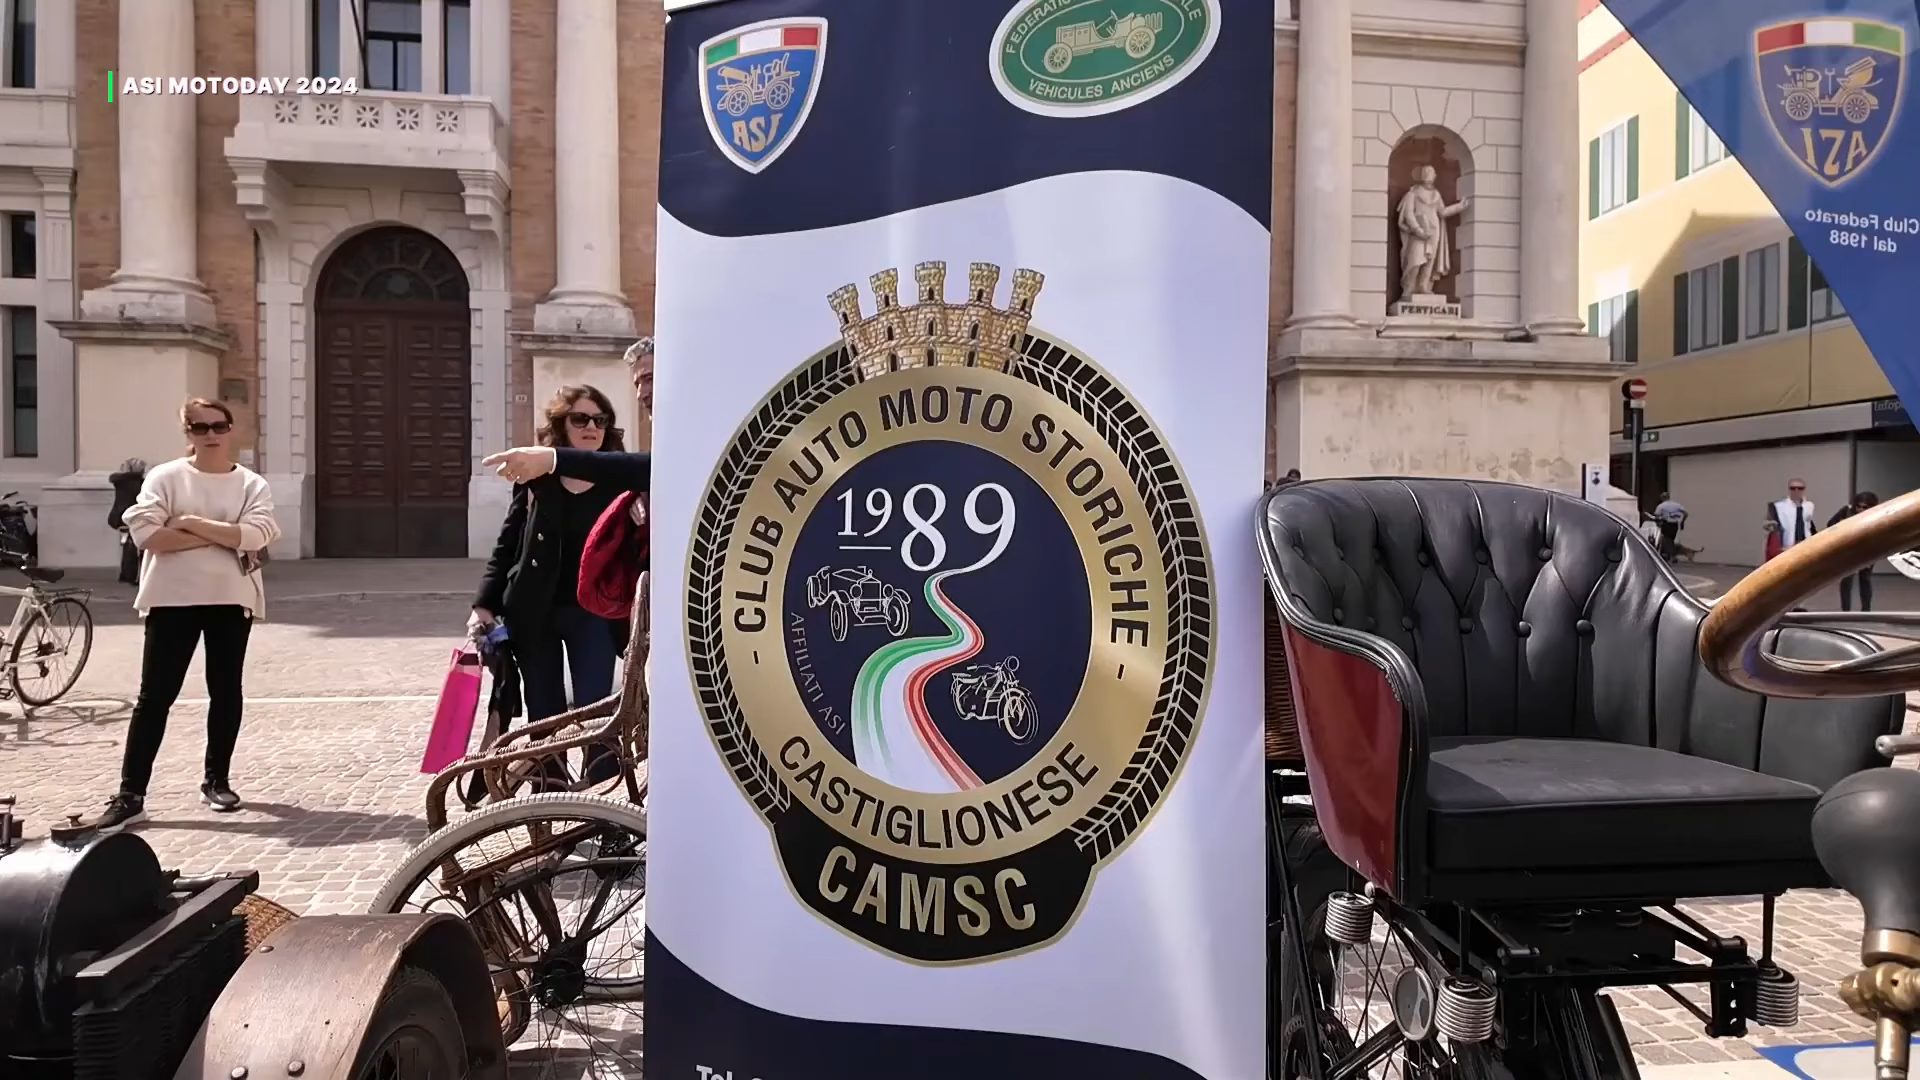 ASI MOTODAY 2024
ASI
FEDERATION
VEHICULES ANCIENS
ASI
Club Federato
dal 1988
PERTICARI
CLUB AUTO MOTO STORICHE
1989
AFFILIATI ASI
CASTIGLIONESE
CAMSC